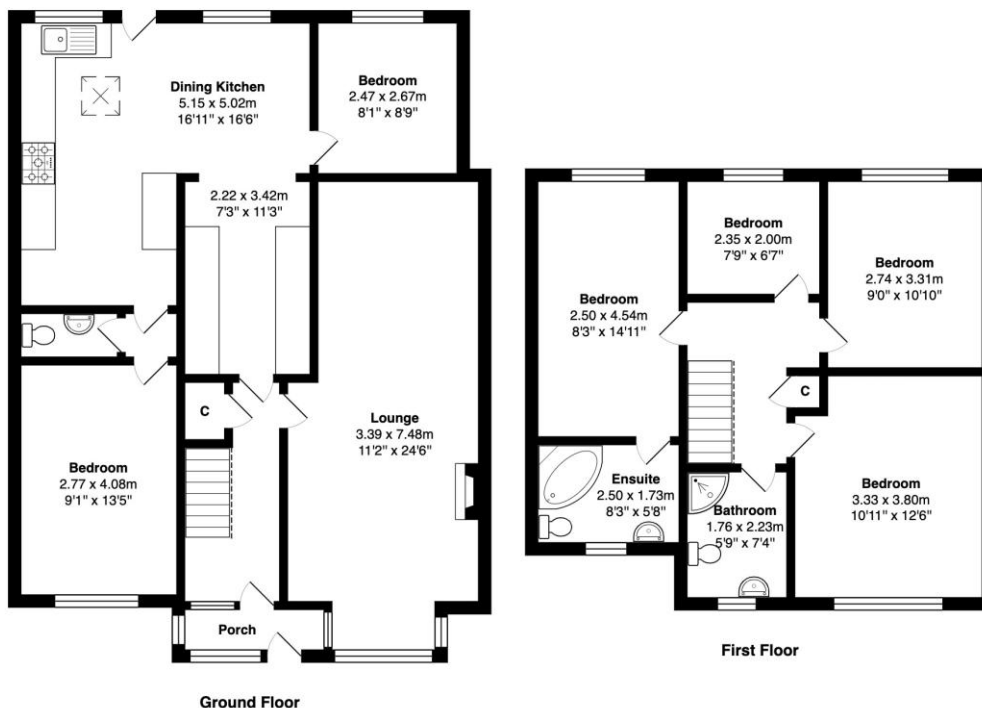 Dining Kitchen
5.15 x 5.02m
16'11" x 16'6"
Bedroom
2.47 x 2.67m
8'1" x 8'9"
2.22 x 3.42m
7'3" x 11'3"
C
Lounge
3.39 x 7.48m
11'2" x 24'6"
Bedroom
2.77 x 4.08m
9'1" x 13'5"
Porch
Ground Floor
Bedroom
2.50 x 4.54m
8'3" x 14'11"
Bedroom
2.35 x 2.00m
7'9" x 6'7"
Bedroom
2.74 x 3.31m
9'0" x 10'10"
C
Ensuite
2.50 x 1.73m
8'3" x 5'8"
Bathroom
1.76 x 2.23m
5'9" x 7'4"
Bedroom
3.33 x 3.80m
10'11" x 12'6"
First Floor